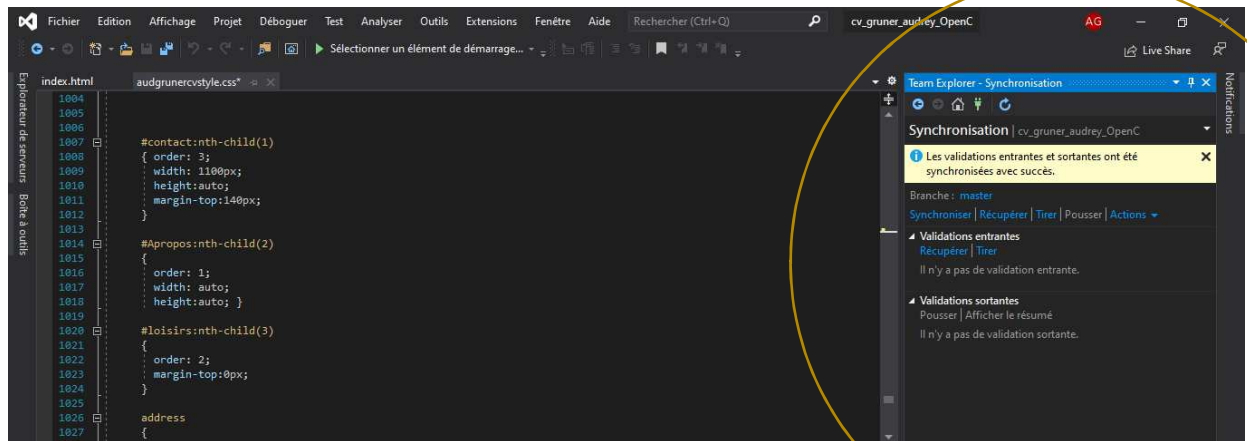 Fichier Edition Affichage Projet Déboguer Test Analyser Outils Extensions Fenêtre Aide Rechercher (Ctrl+Q) cv_gruner_audrey_OpenC AG
Sélectionner un élément de démarrage... Live Share
Explorateur de serveurs
Boîte à outils
index.html audgrunercvstyle.css*
1004
1005
1006
1007 #contact:nth-child(1)
1008 { order: 3;
1009 width: 1100px;
1010 height:auto;
1011 margin-top:140px;
1012 }
1013
1014 #Apropos:nth-child(2)
1015 {
1016 order: 1;
1017 width: auto;
1018 height:auto; }
1019
1020 #loisirs:nth-child(3)
1021 {
1022 order: 2;
1023 margin-top:0px;
1024 }
1025
1026 address
1027 {
Team Explorer - Synchronisation
Synchronisation | cv_gruner_audrey_OpenC
Les validations entrantes et sortantes ont été
synchronisées avec succès.
Branche : master
Synchroniser | Récupérer | Tirer | Pousser | Actions
Validations entrantes
Récupérer | Tirer
Il n'y a pas de validation entrante.
Validations sortantes
Pousser | Afficher le résumé
Il n'y a pas de validation sortante.
Notifications